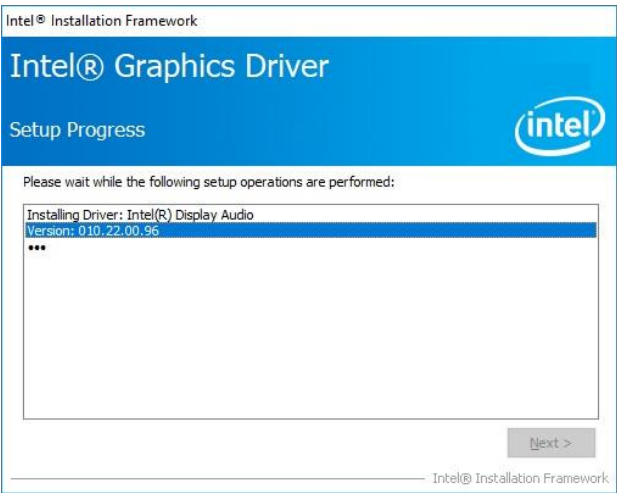 Intel® Installation Framework
Intel® Graphics Driver
Setup Progress
intel
Please wait while the following setup operations are performed:
Installing Driver: Intel(R) Display Audio
Version: 010.22.00.96
•••
Next >
Intel® Installation Framework